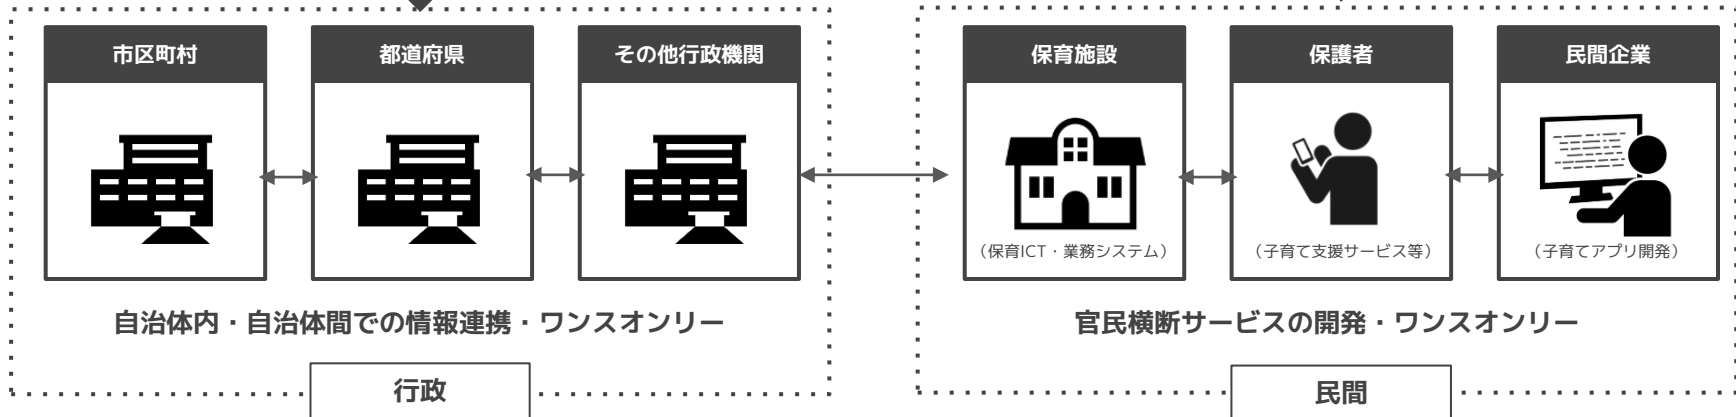 市区町村
都道府県
その他行政機関
自治体内・自治体間での情報連携・ワンスオンリー
行政
保育施設
（保育ICT・業務システム）
保護者
（子育て支援サービス等）
民間企業
（子育てアプリ開発）
官民横断サービスの開発・ワンスオンリー
民間